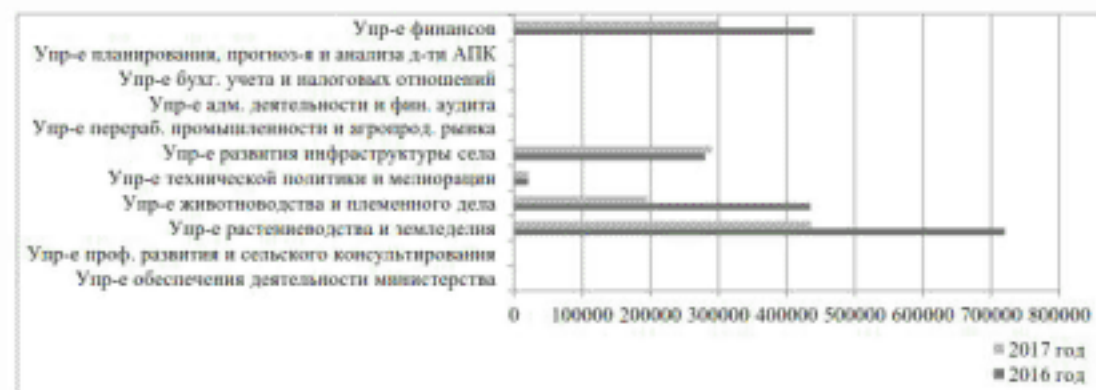 Упр-е финансов
Упр-е планирования, прогноз-я и анализа д-ти АПК
Упр-е бухг. учета и налоговых отношений
Упр-е адм. деятельности и фин. аудита
Упр-е перераб. промышленности и агропрод. рынка
Упр-е развития инфраструктуры села
Упр-е технической политики и мелиорации
Упр-е животноводства и племенного дела
Упр-е растениеводства и земледелия
Упр-е проф. развития и сельского консультирования
Упр-е обеспечения деятельности министерства
0 100000 200000 300000 400000 500000 600000 700000 800000
2017 год
2016 год